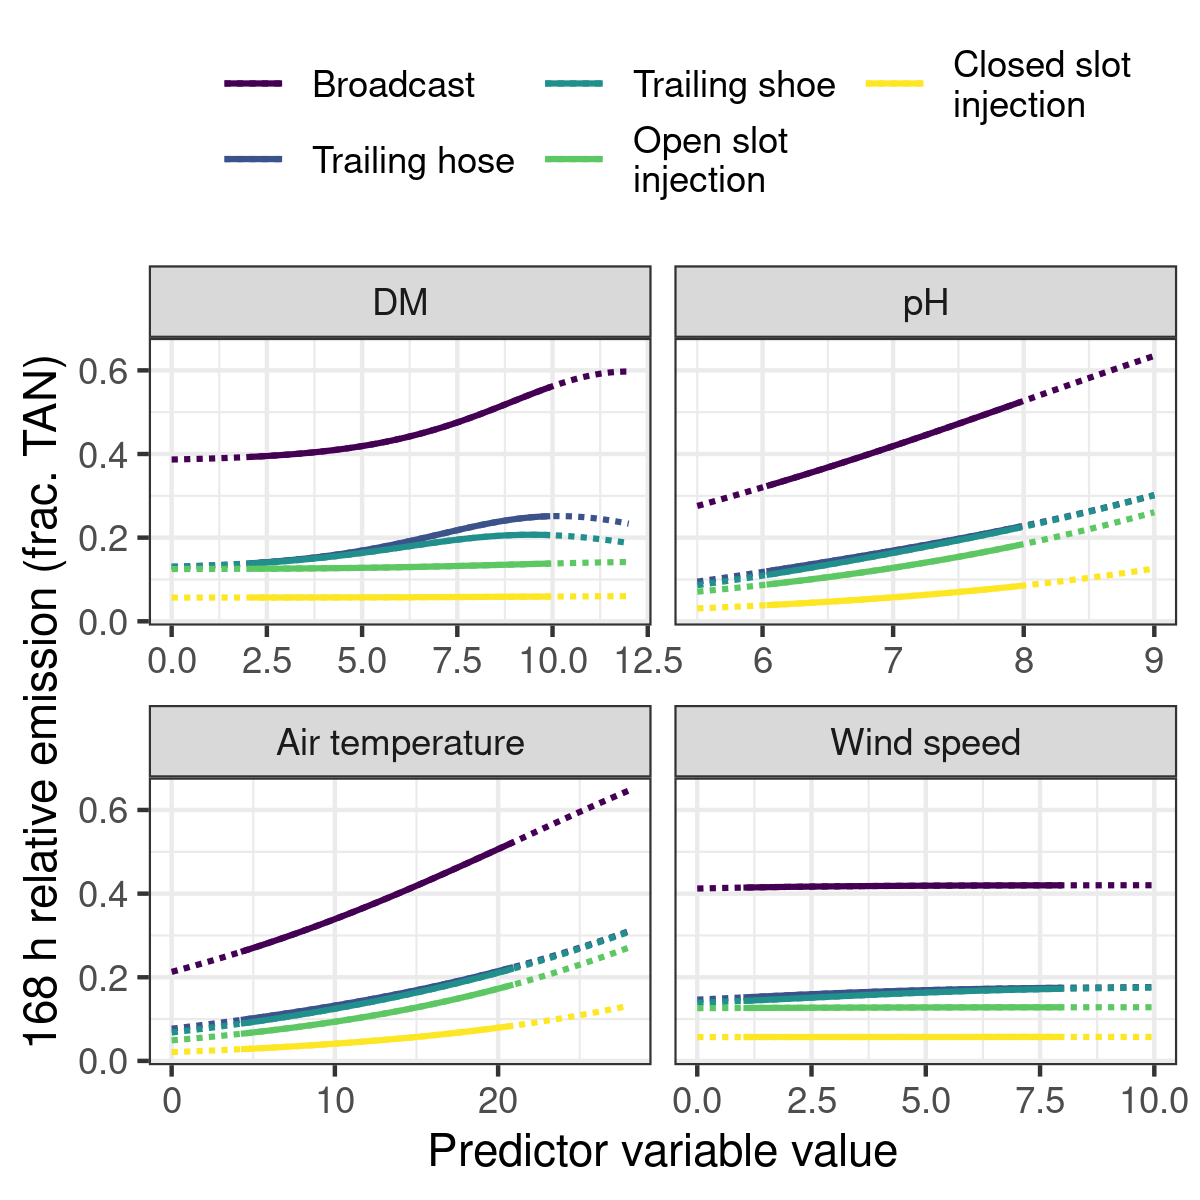 Broadcast
Trailing hose
Trailing shoe
Open slot
injection
Closed slot
injection
168 h relative emission (frac. TAN)
DM
0.6
0.4
0.2
0.0
0.0 2.5 5.0 7.5 10.0 12.5
pH
6 7 8 9
Air temperature
0.6
0.4
0.2
0.0
0 10 20
Wind speed
0.0 2.5 5.0 7.5 10.0
Predictor variable value